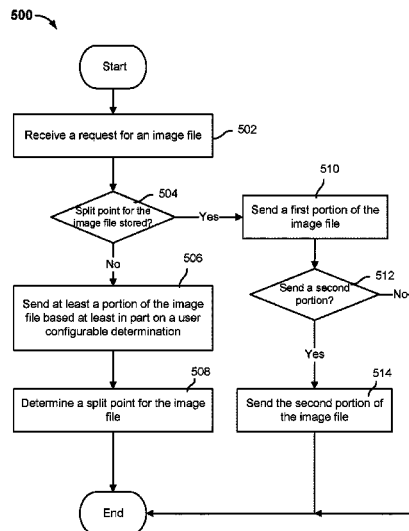 500
Start
Receive a request for an image file
502
504
Split point for the
image file stored?
Yes
No
506
Send at least a portion of the image
file based at least in part on a user
configurable determination
508
Determine a split point for the image
file
510
Send a first portion of the
image file
512
Send a second
portion?
No
Yes
514
Send the second portion of
the image file
End